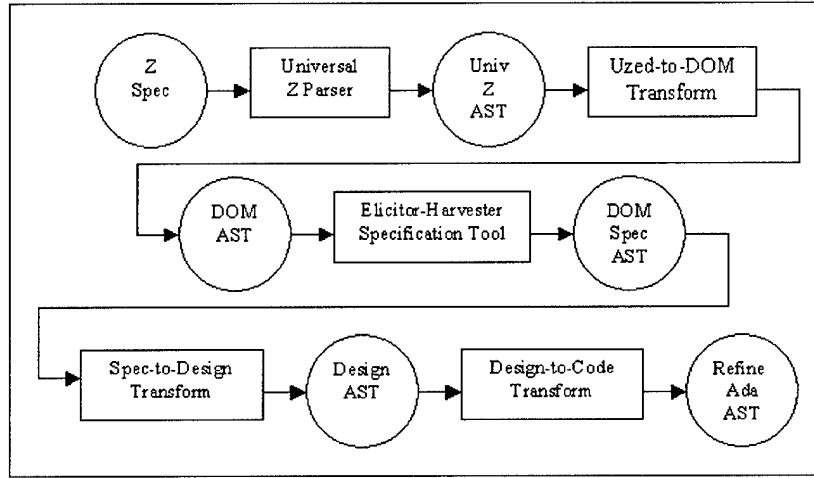 Z
Spec
Universal
Z Parser
Univ
Z
AST
Uzed-to-DOM
Transform
DOM
AST
Elicitor-Harvester
Specification Tool
DOM
Spec
AST
Spec-to-Design
Transform
Design
AST
Design-to-Code
Transform
Refine
Ada
AST